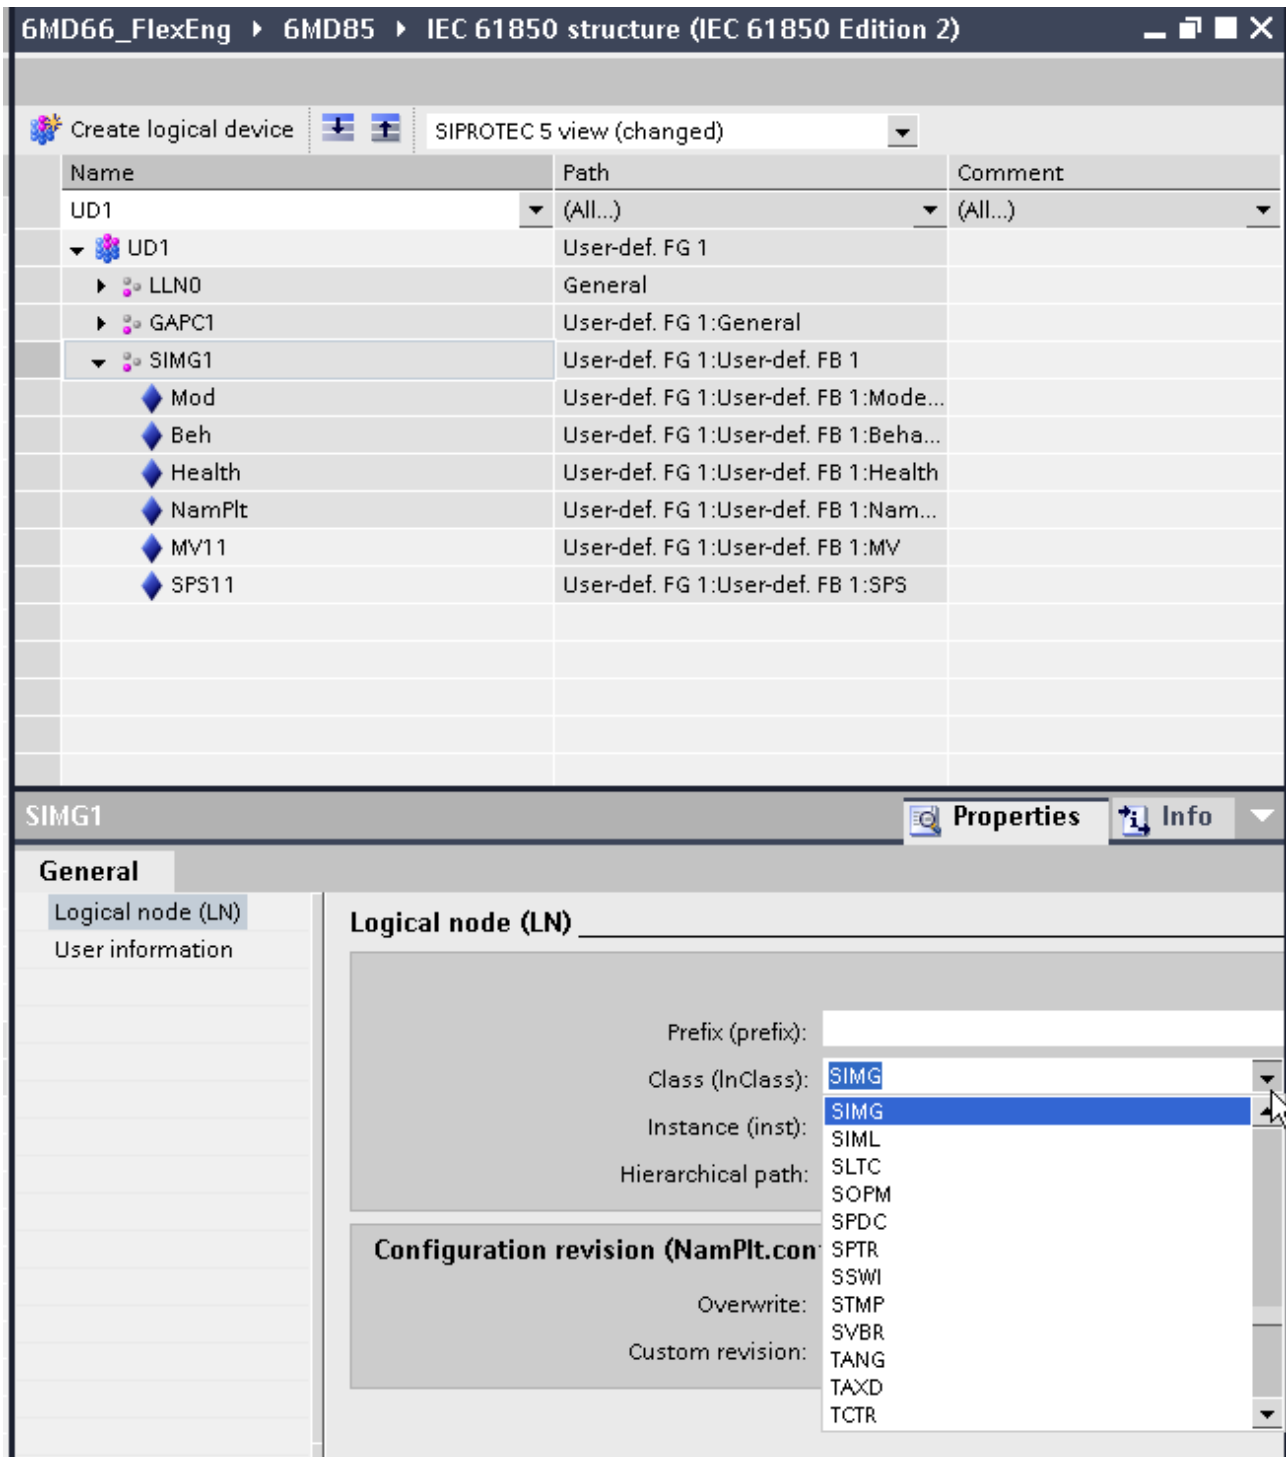 6MD66_FlexEng ▸ 6MD85 ▸ IEC 61850 structure (IEC 61850 Edition 2)
Create logical device SIPROTEC 5 view (changed)
Name Path Comment
UD1 (All...) (All...)
UD1 User-def. FG 1
LLN0 General
GAPC1 User-def. FG 1:General
SIMG1 User-def. FG 1:User-def. FB 1
Mod User-def. FG 1:User-def. FB 1:Mode...
Beh User-def. FG 1:User-def. FB 1:Beha...
Health User-def. FG 1:User-def. FB 1:Health
NamPlt User-def. FG 1:User-def. FB 1:Nam...
MV11 User-def. FG 1:User-def. FB 1:MV
SPS11 User-def. FG 1:User-def. FB 1:SPS
SIMG1 Properties Info
General
Logical node (LN)
User information
Logical node (LN)
Prefix (prefix):
Class (lnClass): SIMG
Instance (inst):
Hierarchical path:
SIMG
SIML
SLTC
SOPM
SPDC
SPTR
SSWI
STMP
SVBR
TANG
TAXD
TCTR
Configuration revision (NamPlt.con
Overwrite:
Custom revision: